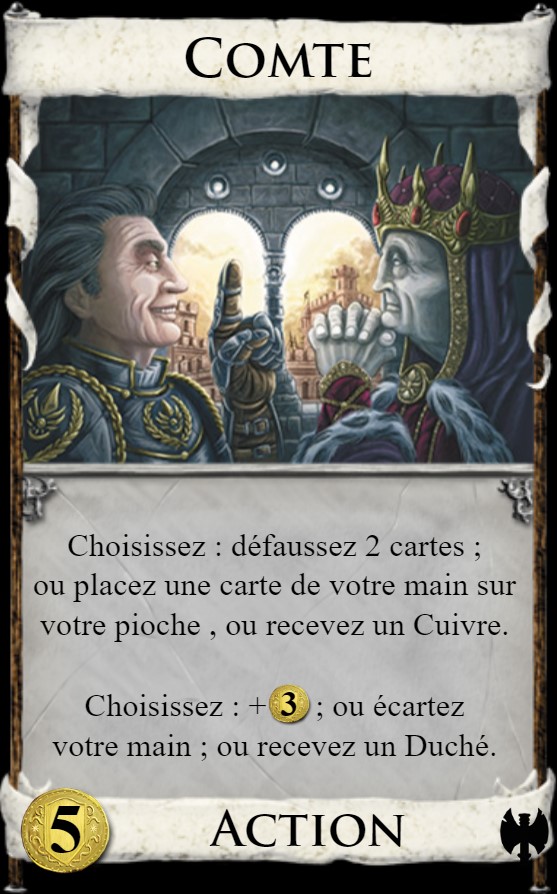 Comte
Choisissez : défaussez 2 cartes ;
ou placez une carte de votre main sur
votre pioche , ou recevez un Cuivre.
Choisissez : +3 ; ou écartez
votre main ; ou recevez un Duché.
5 Action